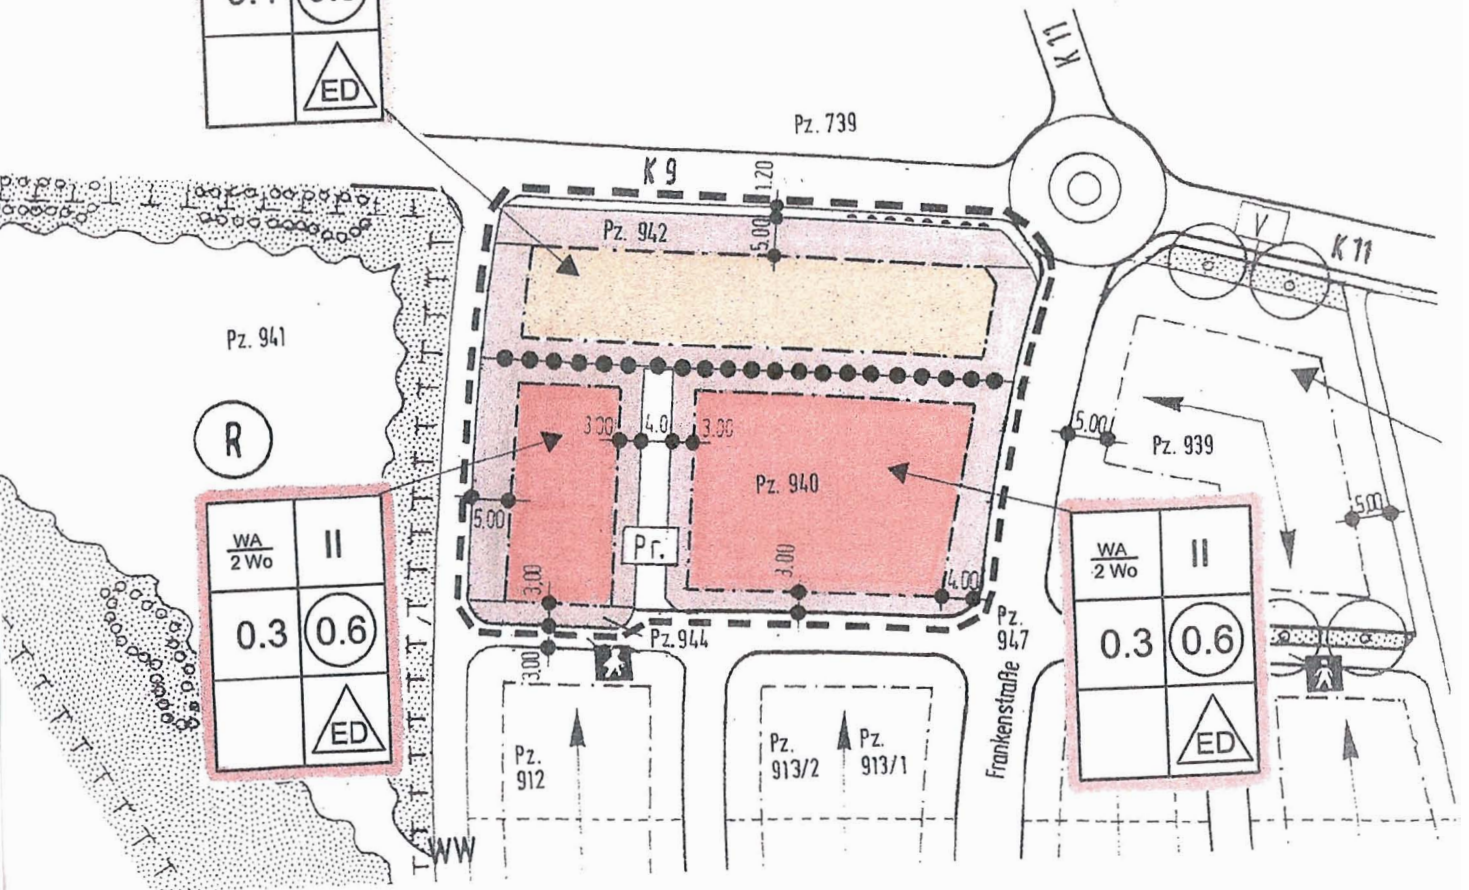 ED
K 11
Pz. 739
K 9
1.20
5.00
Pz. 942
V
K 11
Pz. 941
R
3.00
4.0
3.00
5.00
Pz. 939
Pz. 940
5.00
5.00
WA
2 Wo
II
0.3
0.6
ED
Pr.
3.00
3.00
4.00
WA
2 Wo
II
0.3
0.6
ED
Pz. 944
Pz.
947
3.00
Frankenstraße
Pz.
912
Pz.
913/2
Pz.
913/1
WW